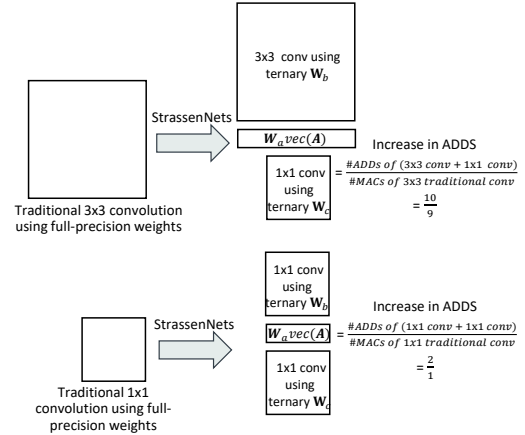 3x3 conv using
ternary W_b
StrassenNets
W_a vec(A)
Increase in ADDS
1x1 conv
using
ternary W_c
= #ADDs of (3x3 conv + 1x1 conv) / #MACs of 3x3 traditional conv
= 10/9
Traditional 3x3 convolution
using full-precision weights
1x1 conv
using
ternary W_b
StrassenNets
W_a vec(A)
Increase in ADDS
= #ADDs of (1x1 conv + 1x1 conv) / #MACs of 1x1 traditional conv
= 2/1
1x1 conv
using
ternary W_c
Traditional 1x1
convolution using full-
precision weights